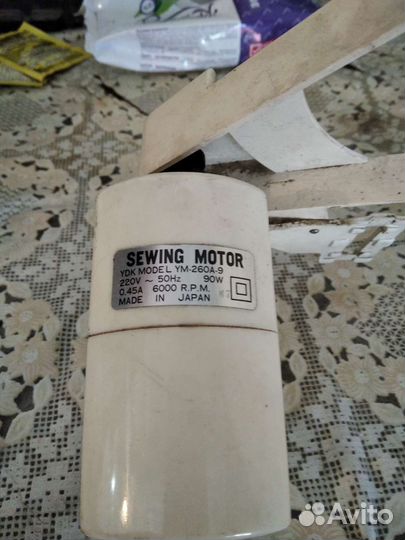 SEWING MOTOR
YDK MODEL YM-260A-9
220V ~ 50Hz 90W
0.45A 6000 R.P.M.
MADE IN JAPAN
Avito